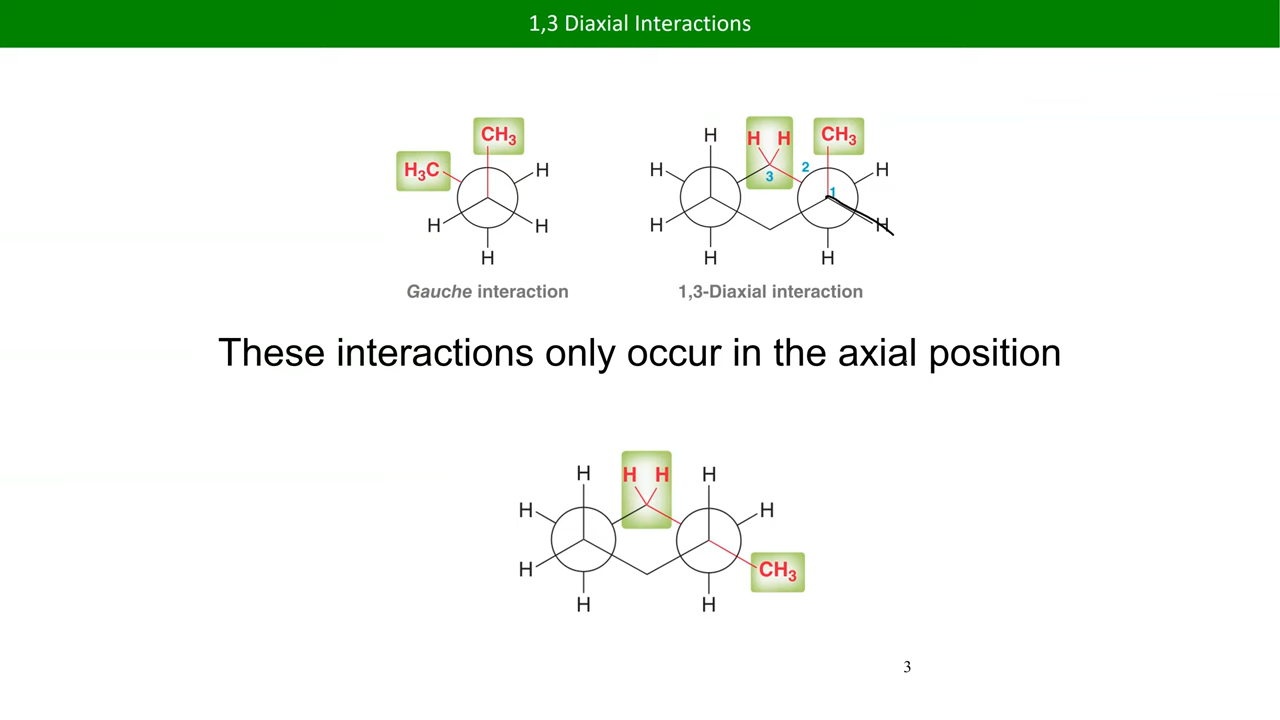 1,3 Diaxial Interactions
CH3
H3C
H
H
H
H
Gauche interaction
H
H H
CH3
H
2
H
3
1
H
H
H
H
1,3-Diaxial interaction
These interactions only occur in the axial position
H
H H
H
H
H
H
CH3
H
H
3